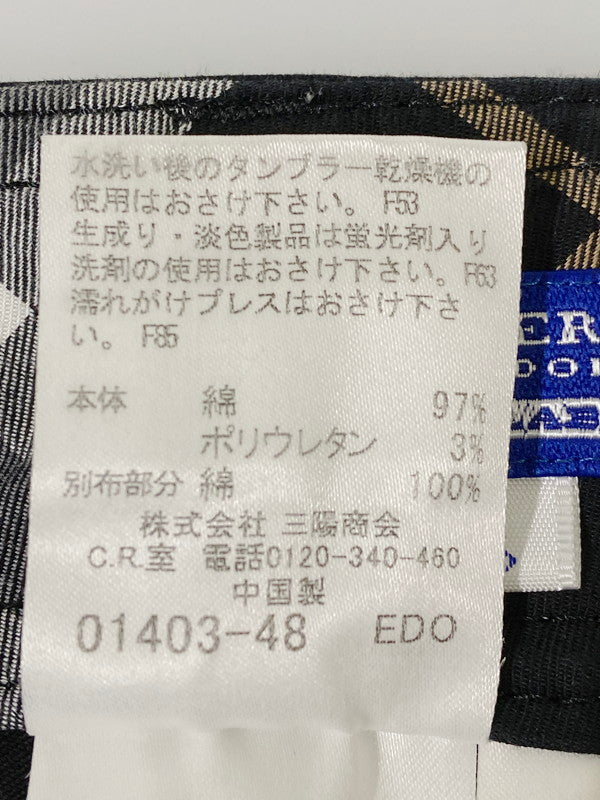 水洗い後のタンブラー乾燥機の
使用はおさけ下さい。 F53
生成り・淡色製品は蛍光剤入り
洗剤の使用はおさけ下さい。 F63
濡れがけプレスはおさけ下さ
い。 F85
本体 綿 97%
ポリウレタン 3%
別布部分 綿 100%
株式会社 三陽商会
C.R.室 電話0120-340-460
中国製
01403-48 EDO
ER